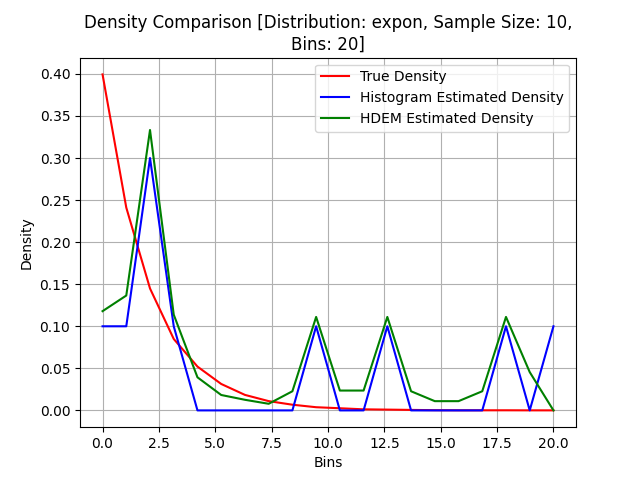 Density Comparison [Distribution: expon, Sample Size: 10,
Bins: 20]
True Density
Histogram Estimated Density
HDEM Estimated Density
Density
0.40
0.35
0.30
0.25
0.20
0.15
0.10
0.05
0.00
0.0 2.5 5.0 7.5 10.0 12.5 15.0 17.5 20.0
Bins